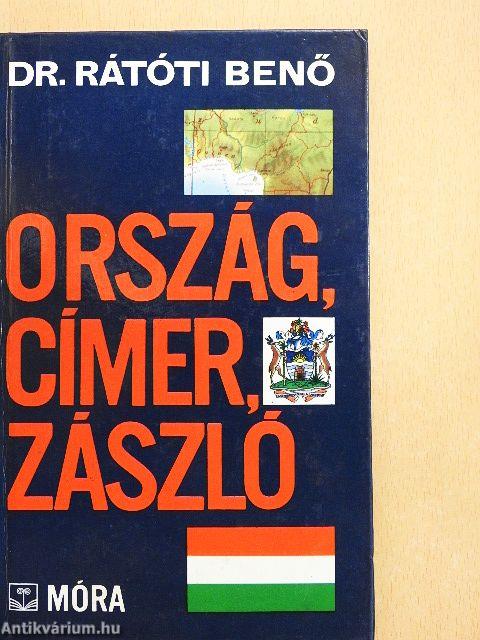 DR. RÁTÓTI BENŐ
ORSZÁG,
CÍMER,
ZÁSZLÓ
MÓRA
Antikvárium.hu